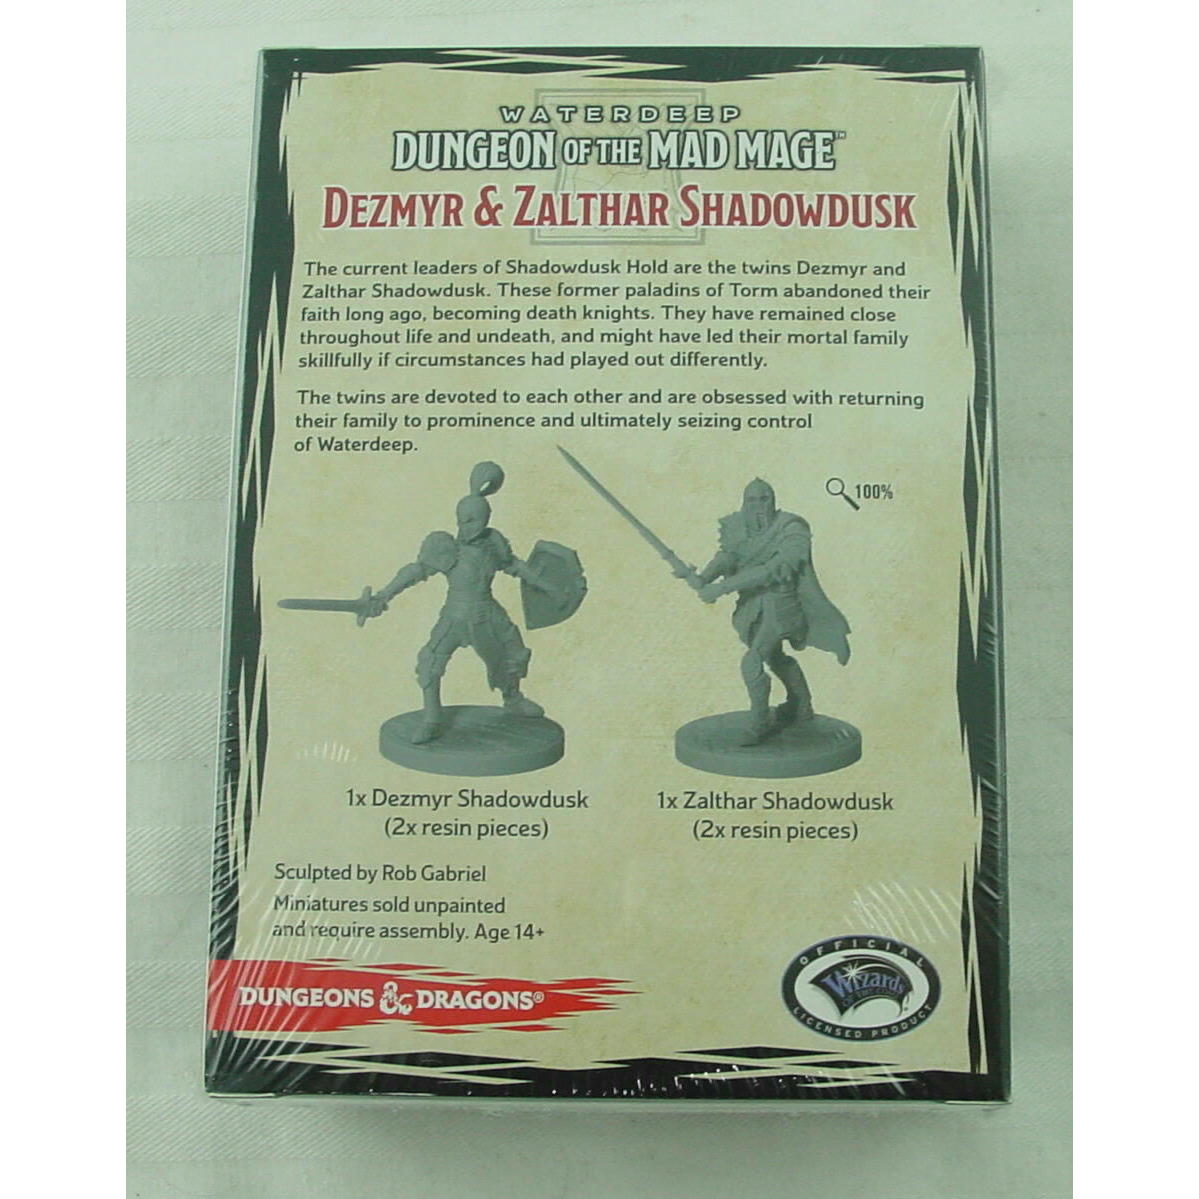 WATERDEEP
DUNGEON OF THE MAD MAGE™
DEZMYR & ZALTHAR SHADOWDUSK
The current leaders of Shadowdusk Hold are the twins Dezmyr and
Zalthar Shadowdusk. These former paladins of Torm abandoned their
faith long ago, becoming death knights. They have remained close
throughout life and undeath, and might have led their mortal family
skillfully if circumstances had played out differently.
The twins are devoted to each other and are obsessed with returning
their family to prominence and ultimately seizing control
of Waterdeep.
100%
1x Dezmyr Shadowdusk
(2x resin pieces)
1x Zalthar Shadowdusk
(2x resin pieces)
Sculpted by Rob Gabriel
Miniatures sold unpainted
and require assembly. Age 14+
DUNGEONS & DRAGONS®
OFFICIAL
Wizards
OF THE COAST
LICENSED PRODUCT